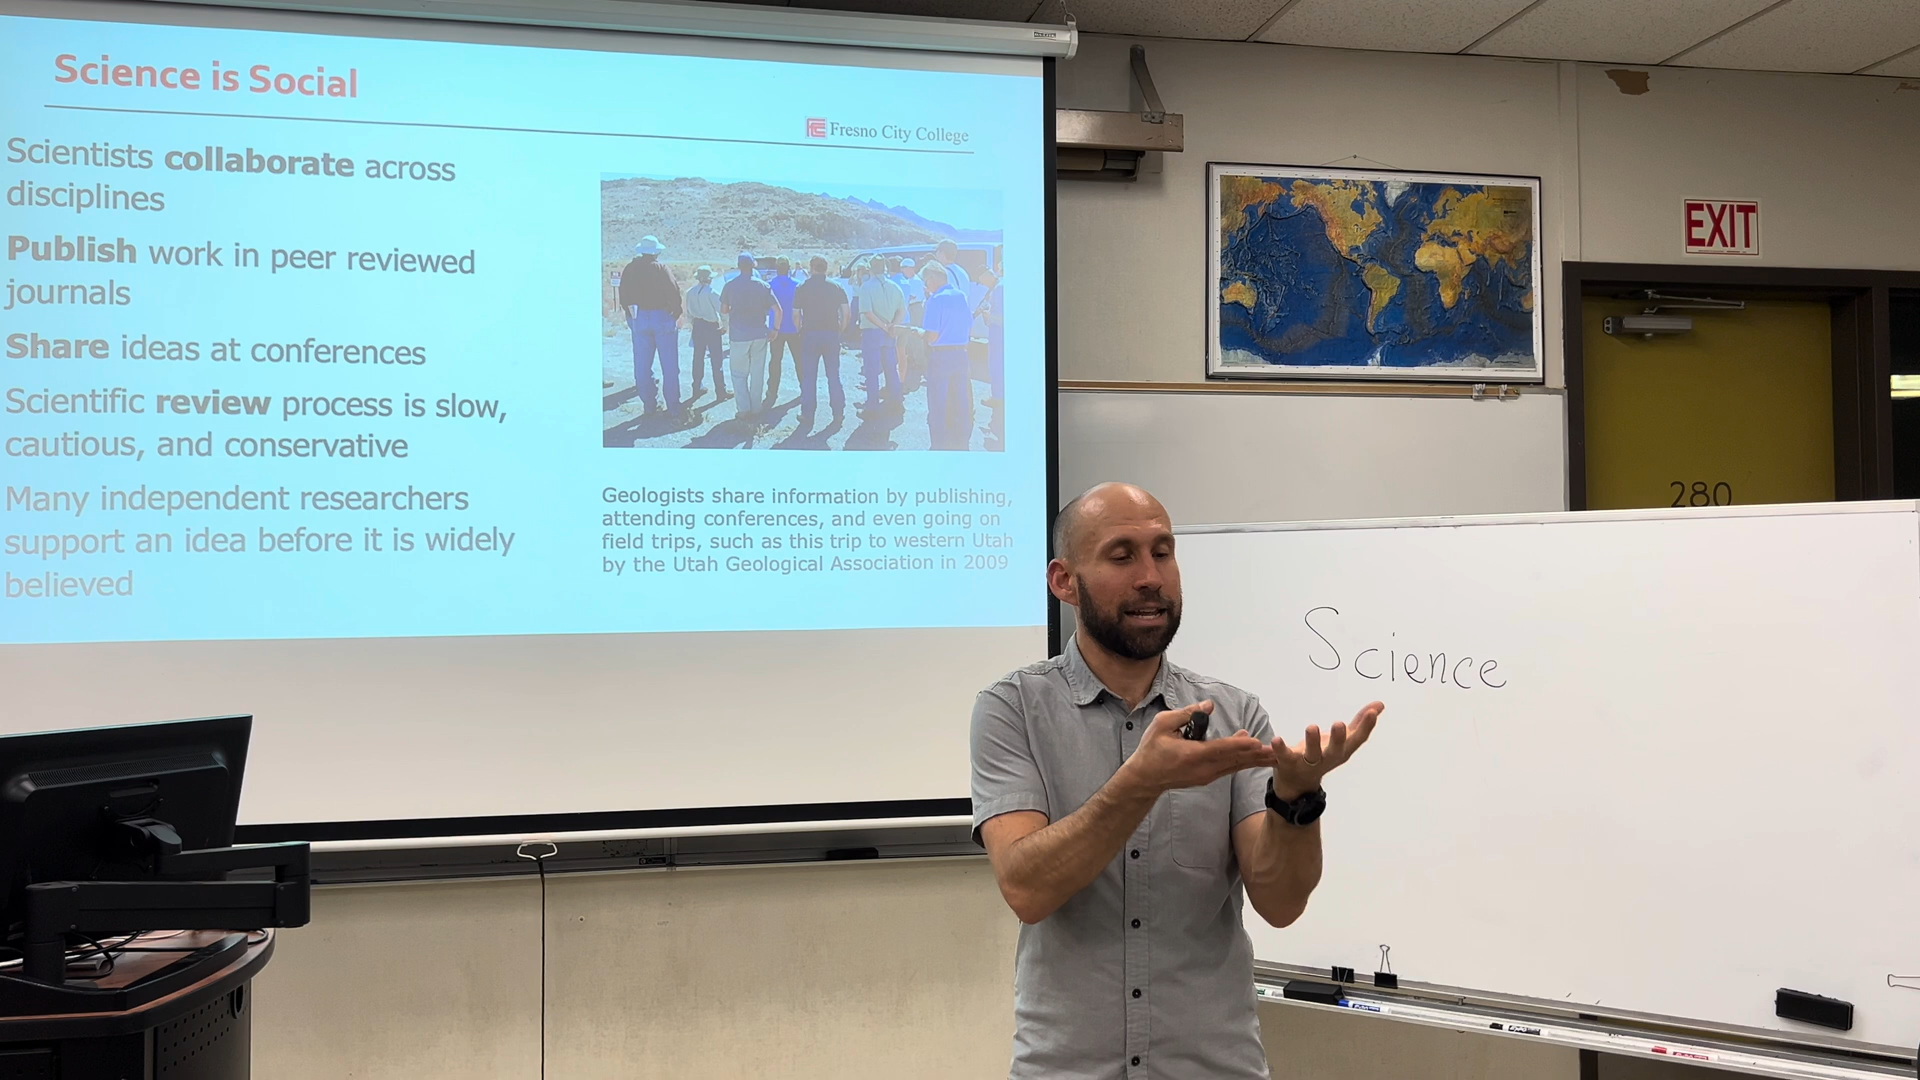 Science is Social
Fresno City College
Scientists collaborate across
disciplines
Publish work in peer reviewed
journals
Share ideas at conferences
Scientific review process is slow,
cautious, and conservative
Many independent researchers
support an idea before it is widely
believed
Geologists share information by publishing,
attending conferences, and even going on
field trips, such as this trip to western Utah
by the Utah Geological Association in 2009
EXIT
280
Science